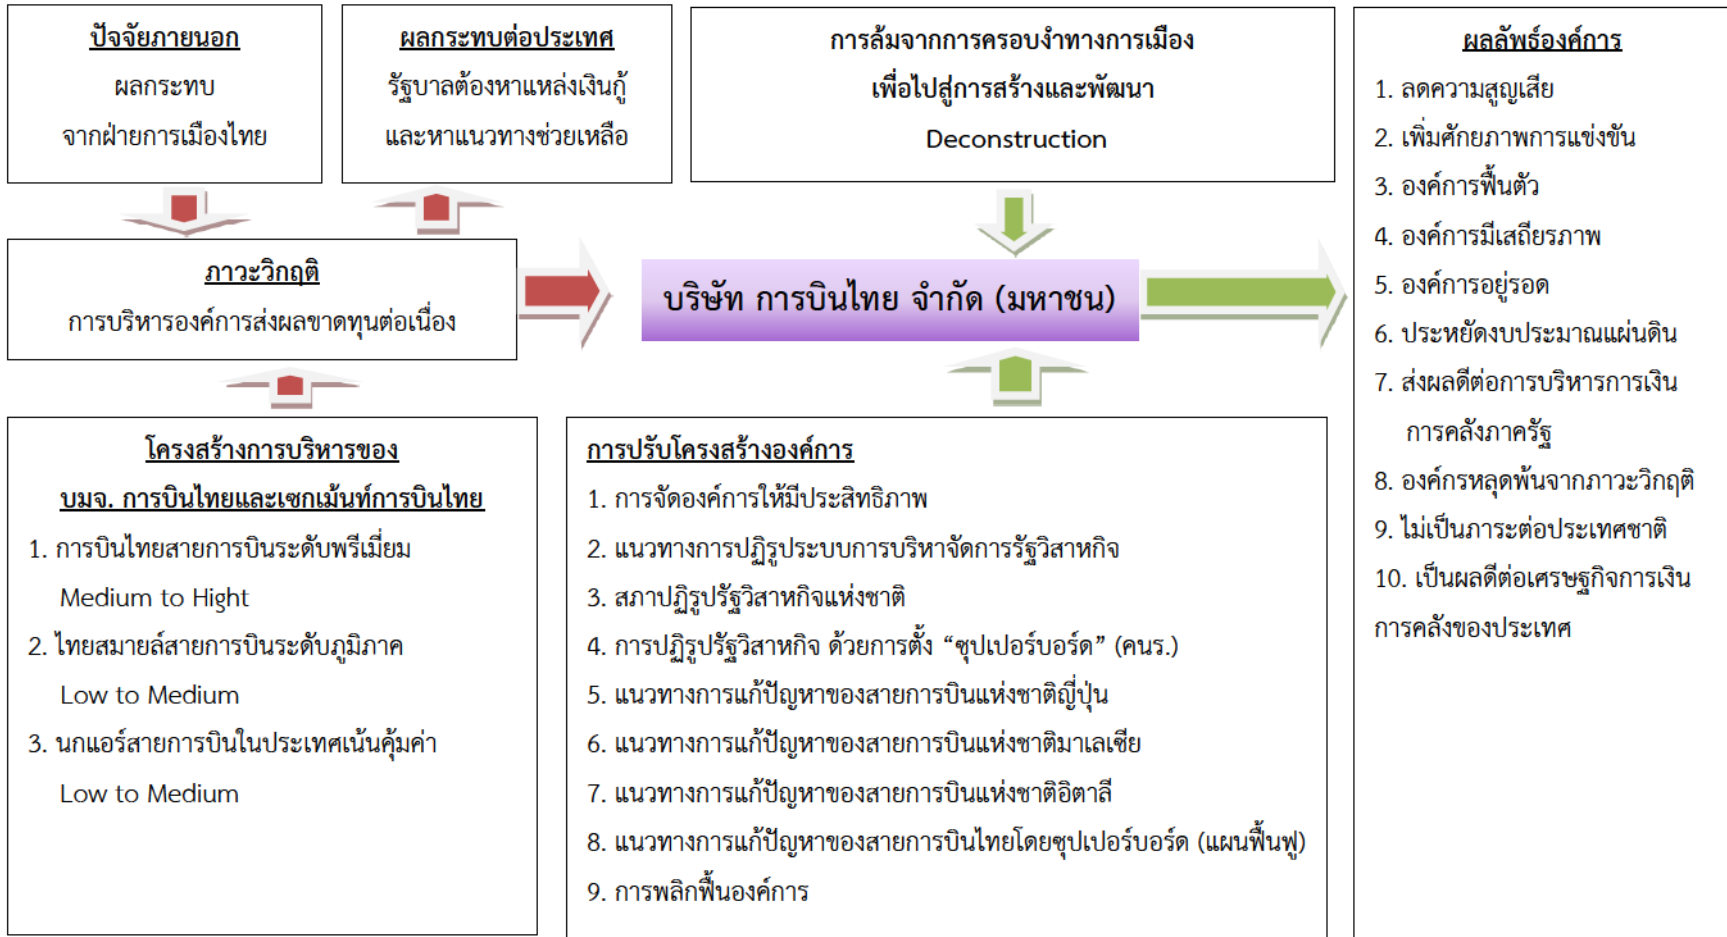 ปัจจัยภายนอก
ผลกระทบ
จากฝ่ายการเมืองไทย
ผลกระทบต่อประเทศ
รัฐบาลต้องหาแหล่งเงินกู้
และหาแนวทางช่วยเหลือ
การล้มจากการครอบงำทางการเมือง
เพื่อไปสู่การสร้างและพัฒนา
Deconstruction
ภาวะวิกฤติ
การบริหารองค์การส่งผลขาดทุนต่อเนื่อง
บริษัท การบินไทย จำกัด (มหาชน)
โครงสร้างการบริหารของ
บมจ. การบินไทยและเซกเม้นท์การบินไทย
1. การบินไทยสายการบินระดับพรีเมี่ยม
Medium to Hight
2. ไทยสมายล์สายการบินระดับภูมิภาค
Low to Medium
3. นกแอร์สายการบินในประเทศเน้นคุ้มค่า
Low to Medium
การปรับโครงสร้างองค์การ
1. การจัดองค์การให้มีประสิทธิภาพ
2. แนวทางการปฏิรูประบบการบริหาจัดการรัฐวิสาหกิจ
3. สภาปฏิรูปรัฐวิสาหกิจแห่งชาติ
4. การปฏิรูปรัฐวิสาหกิจ ด้วยการตั้ง “ซุปเปอร์บอร์ด” (คนร.)
5. แนวทางการแก้ปัญหาของสายการบินแห่งชาติญี่ปุ่น
6. แนวทางการแก้ปัญหาของสายการบินแห่งชาติมาเลเซีย
7. แนวทางการแก้ปัญหาของสายการบินแห่งชาติอิตาลี
8. แนวทางการแก้ปัญหาของสายการบินไทยโดยซุปเปอร์บอร์ด (แผนฟื้นฟู)
9. การพลิกฟื้นองค์การ
ผลลัพธ์องค์การ
1. ลดความสูญเสีย
2. เพิ่มศักยภาพการแข่งขัน
3. องค์การฟื้นตัว
4. องค์การมีเสถียรภาพ
5. องค์การอยู่รอด
6. ประหยัดงบประมาณแผ่นดิน
7. ส่งผลดีต่อการบริหารการเงิน
การคลังภาครัฐ
8. องค์กรหลุดพ้นจากภาวะวิกฤติ
9. ไม่เป็นภาระต่อประเทศชาติ
10. เป็นผลดีต่อเศรษฐกิจการเงิน
การคลังของประเทศ